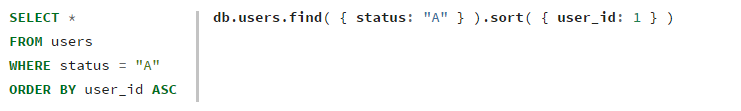 SELECT *
FROM users
WHERE status = "A"
ORDER BY user_id ASC
db.users.find( { status: "A" } ).sort( { user_id: 1 } )